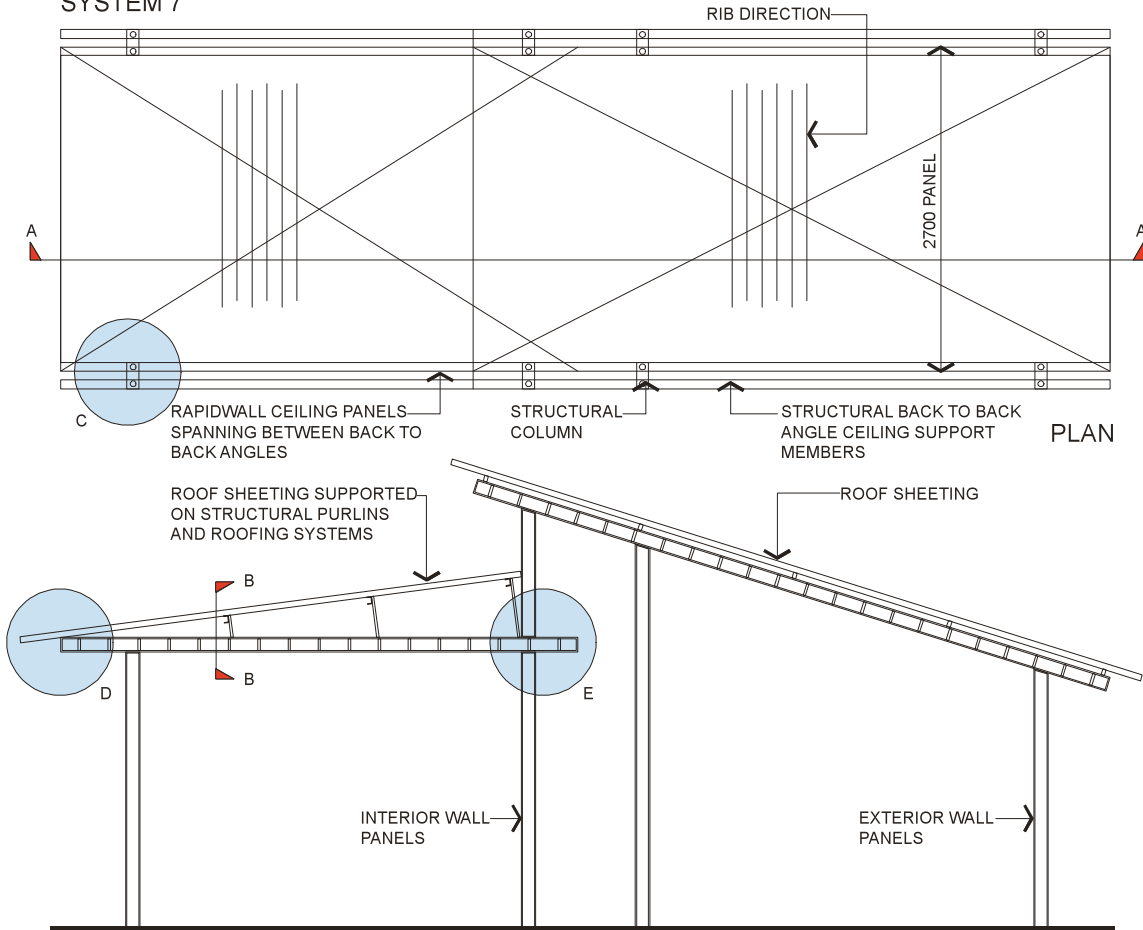 SYSTEM 7
RIB DIRECTION
2700 PANEL
A
A
C
RAPIDWALL CEILING PANELS
SPANNING BETWEEN BACK TO
BACK ANGLES
STRUCTURAL
COLUMN
STRUCTURAL BACK TO BACK
ANGLE CEILING SUPPORT
MEMBERS
PLAN
ROOF SHEETING SUPPORTED
ON STRUCTURAL PURLINS
AND ROOFING SYSTEMS
ROOF SHEETING
B
B
D
E
INTERIOR WALL
PANELS
EXTERIOR WALL
PANELS